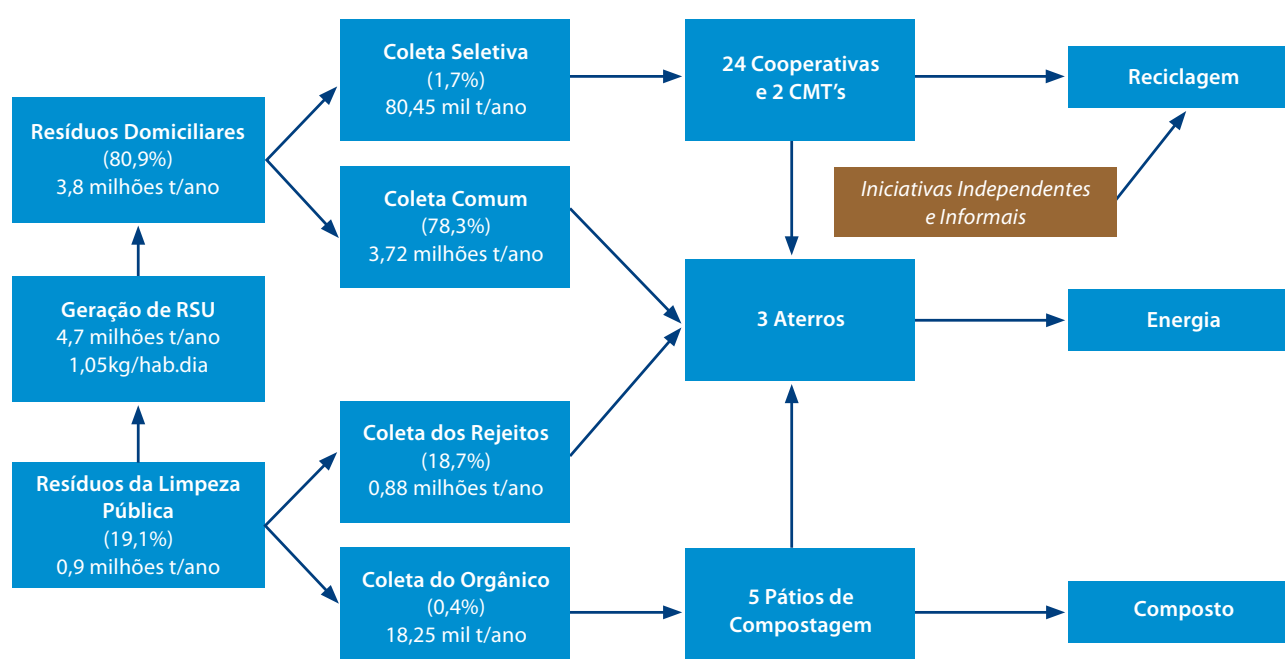 Resíduos Domiciliares
(80,9%)
3,8 milhões t/ano
Geração de RSU
4,7 milhões t/ano
1,05kg/hab.dia
Resíduos da Limpeza
Pública
(19,1%)
0,9 milhões t/ano
Coleta Seletiva
(1,7%)
80,45 mil t/ano
Coleta Comum
(78,3%)
3,72 milhões t/ano
Coleta dos Rejeitos
(18,7%)
0,88 milhões t/ano
Coleta do Orgânico
(0,4%)
18,25 mil t/ano
24 Cooperativas
e 2 CMT's
Iniciativas Independentes
e Informais
3 Aterros
5 Pátios de
Compostagem
Reciclagem
Energia
Composto